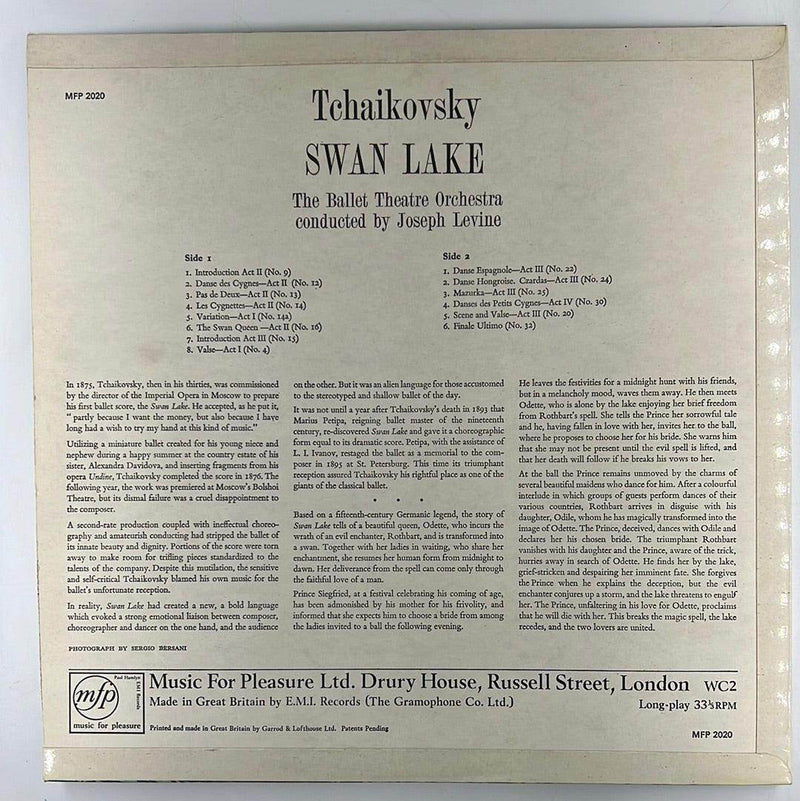 MFP 2020
Tchaikovsky
SWAN LAKE
The Ballet Theatre Orchestra
conducted by Joseph Levine
Side 1
1. Introduction Act II (No. 9)
2. Danse des Cygnes—Act II (No. 12)
3. Pas de Deux—Act II (No. 13)
4. Les Cygnettes—Act II (No. 14)
5. Variation—Act I (No. 14a)
6. The Swan Queen —Act II (No. 16)
7. Introduction Act III (No. 15)
8. Valse—Act I (No. 4)
Side 2
1. Danse Espagnole—Act III (No. 22)
2. Danse Hongroise. Czardas—Act III (No. 24)
3. Mazurka—Act III (No. 25)
4. Danses des Petits Cygnes—Act IV (No. 30)
5. Scene and Valse—Act III (No. 20)
6. Finale Ultimo (No. 32)
In 1875, Tchaikovsky, then in his thirties, was commissioned
by the director of the Imperial Opera in Moscow to prepare
his first ballet score, the Swan Lake. He accepted, as he put it,
" partly because I want the money, but also because I have
long had a wish to try my hand at this kind of music."
Utilizing a miniature ballet created for his young niece and
nephew during a happy summer at the country estate of his
sister, Alexandra Davidova, and inserting fragments from his
opera Undine, Tchaikovsky completed the score in 1876. The
following year, the work was premiered at Moscow's Bolshoi
Theatre, but its dismal failure was a cruel disappointment to
the composer.
A second-rate production coupled with ineffectual choreo-
graphy and amateurish conducting had stripped the ballet of
its innate beauty and dignity. Portions of the score were torn
away to make room for trifling pieces standardized to the
talents of the company. Despite this mutilation, the sensitive
and self-critical Tchaikovsky blamed his own music for the
ballet's unfortunate reception.
In reality, Swan Lake had created a new, a bold language
which evoked a strong emotional liaison between composer,
choreographer and dancer on the one hand, and the audience
on the other. But it was an alien language for those accustomed
to the stereotyped and shallow ballet of the day.
It was not until a year after Tchaikovsky's death in 1893 that
Marius Petipa, reigning ballet master of the nineteenth
century, re-discovered Swan Lake and gave it a choreographic
form equal to its dramatic score. Petipa, with the assistance of
L. I. Ivanov, restaged the ballet as a memorial to the com-
poser in 1895 at St. Petersburg. This time its triumphant
reception assured Tchaikovsky his rightful place as one of the
giants of the classical ballet.
• • •
Based on a fifteenth-century Germanic legend, the story of
Swan Lake tells of a beautiful queen, Odette, who incurs the
wrath of an evil enchanter, Rothbart, and is transformed into
a swan. Together with her ladies in waiting, who share her
enchantment, she resumes her human form from midnight to
dawn. Her deliverance from the spell can come only through
the faithful love of a man.
Prince Siegfried, at a festival celebrating his coming of age,
has been admonished by his mother for his frivolity, and
informed that she expects him to choose a bride from among
the ladies invited to a ball the following evening.
He leaves the festivities for a midnight hunt with his friends,
but in a melancholy mood, waves them away. He then meets
Odette, who is alone by the lake enjoying her brief freedom
from Rothbart's spell. She tells the Prince her sorrowful tale
and he, having fallen in love with her, invites her to the ball,
where he proposes to choose her for his bride. She warns him
that she may not be present until the evil spell is lifted, and
that her death will follow if he breaks his vows to her.
At the ball the Prince remains unmoved by the charms of
several beautiful maidens who dance for him. After a colourful
interlude in which groups of guests perform dances of their
various countries, Rothbart arrives in disguise with his
daughter, Odile, whom he has magically transformed into the
image of Odette. The Prince, deceived, dances with Odile and
declares her his chosen bride. The triumphant Rothbart
vanishes with his daughter and the Prince, aware of the trick,
hurries away in search of Odette. He finds her by the lake,
grief-stricken and despairing her imminent fate. She forgives
the Prince when he explains the deception, but the evil
enchanter conjures up a storm, and the lake threatens to engulf
her. The Prince, unfaltering in his love for Odette, proclaims
that he will die with her. This breaks the magic spell, the lake
recedes, and the two lovers are united.
PHOTOGRAPH BY SERGIO BERSANI
Paul Hamlyn
E M I Records
mfp
music for pleasure
Music For Pleasure Ltd. Drury House, Russell Street, London WC2
Made in Great Britain by E.M.I. Records (The Gramophone Co. Ltd.)
Long-play 33⅓ RPM
Printed and made in Great Britain by Garrod & Lofthouse Ltd. Patents Pending
MFP 2020